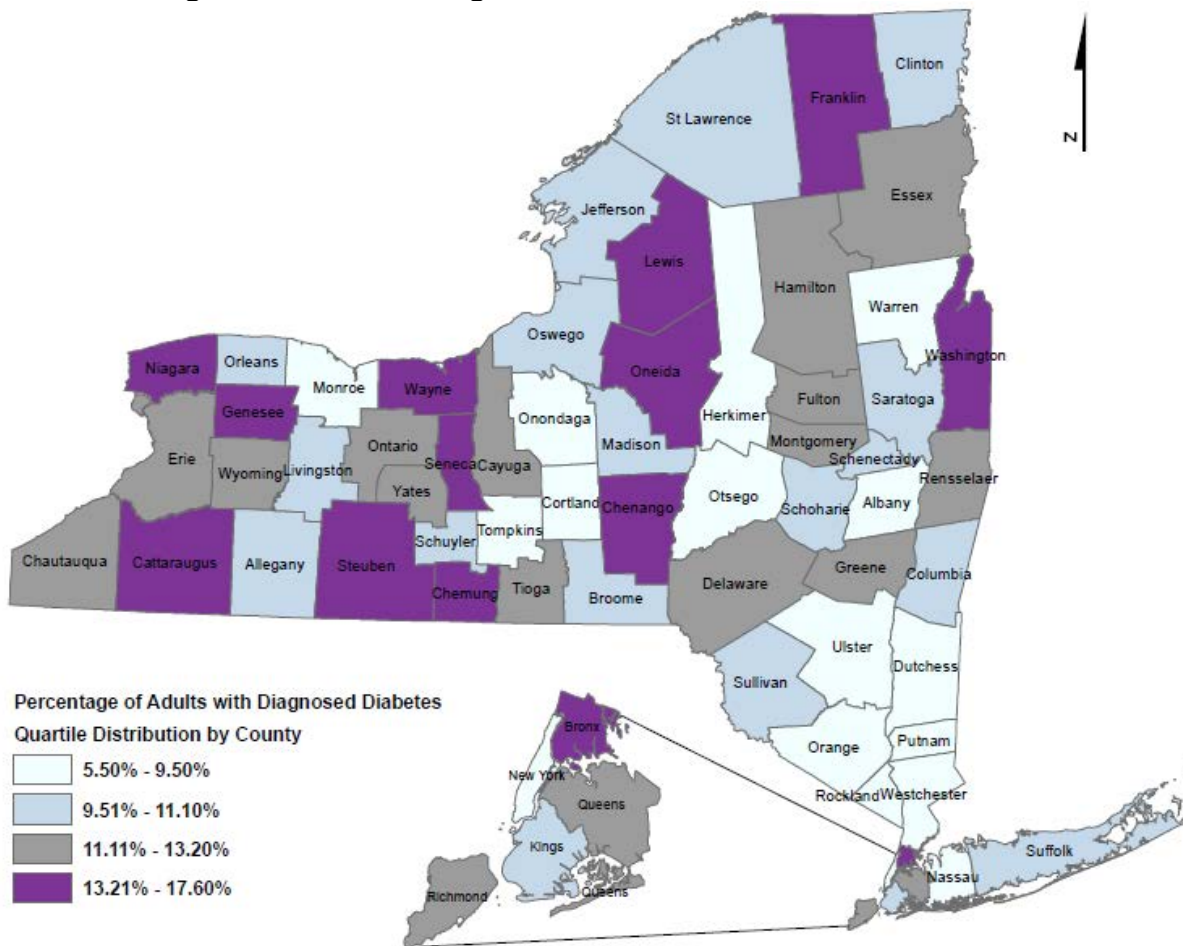 Clinton
Franklin
St Lawrence
N
Essex
Jefferson
Lewis
Hamilton
Warren
Oswego
Washington
Niagara
Orleans
Oneida
Wayne
Monroe
Fulton
Saratoga
Genesee
Onondaga
Herkimer
Madison
Montgomery
Ontario
Erie
Schenectady
Seneca
Cayuga
Wyoming
Livingston
Rensselaer
Yates
Chenango
Otsego
Albany
Cortland
Schoharie
Tompkins
Schuyler
Chautauqua
Cattaraugus
Allegany
Steuben
Greene
Columbia
Delaware
Chemung
Tioga
Broome
Ulster
Dutchess
Sullivan
Percentage of Adults with Diagnosed Diabetes
Quartile Distribution by County
5.50% - 9.50%
9.51% - 11.10%
11.11% - 13.20%
13.21% - 17.60%
Bronx
Putnam
Orange
New York
Westchester
Rockland
Queens
Kings
Suffolk
Nassau
Queens
Richmond